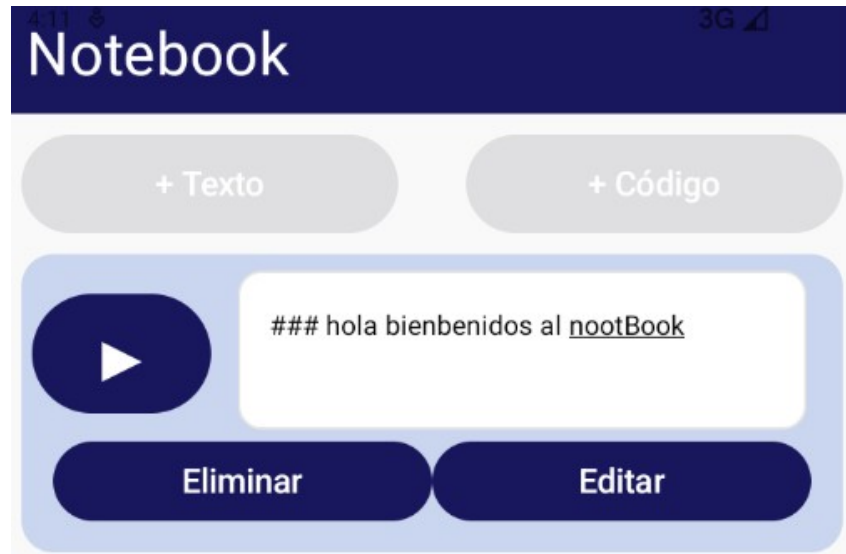 4:11 3G
Notebook
+ Texto + Código
### hola bienbenidos al nootBook
Eliminar Editar